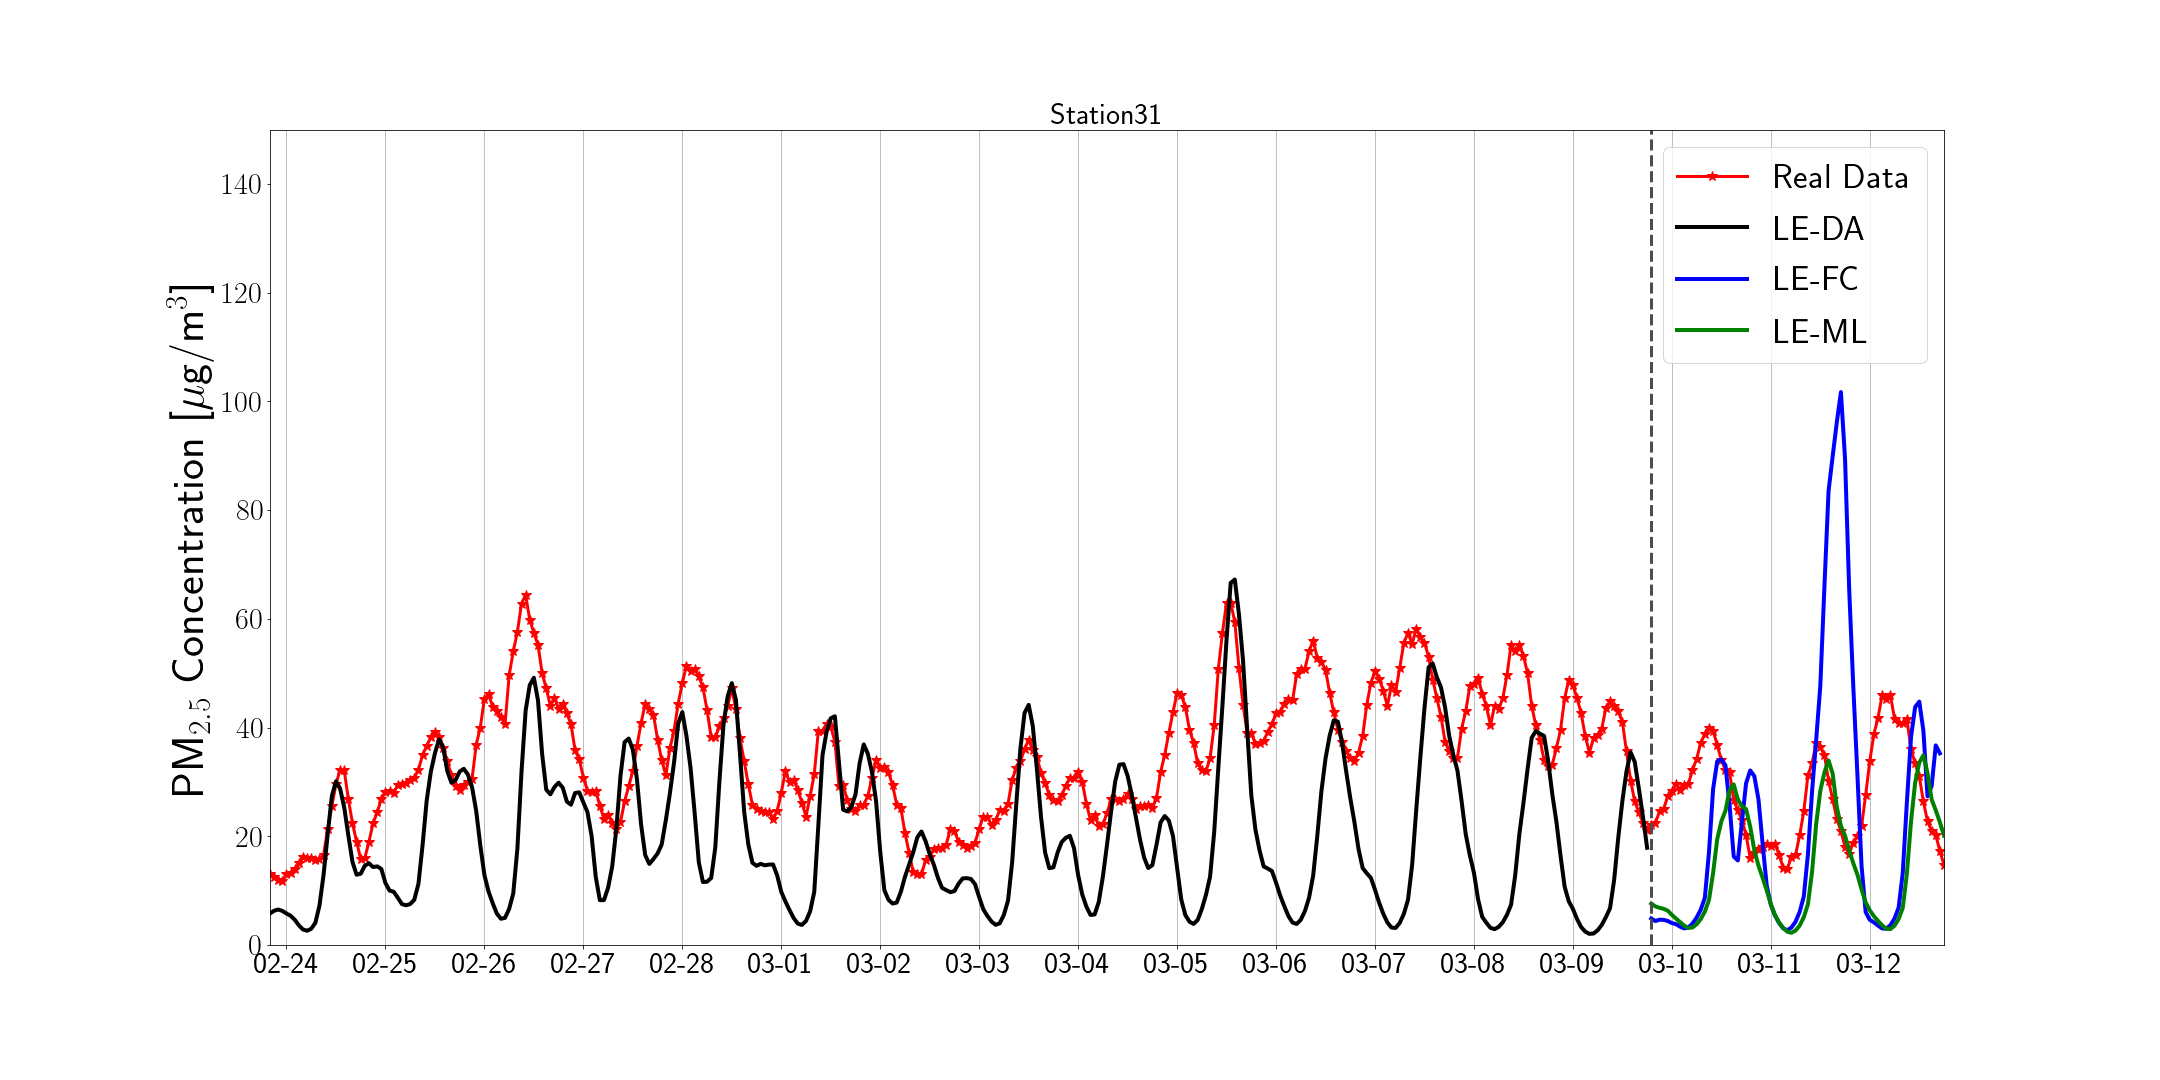 Station31
PM2.5 Concentration [μg/m³]
140
120
100
80
60
40
20
0
Real Data
LE-DA
LE-FC
LE-ML
02-24 02-25 02-26 02-27 02-28 03-01 03-02 03-03 03-04 03-05 03-06 03-07 03-08 03-09 03-10 03-11 03-12